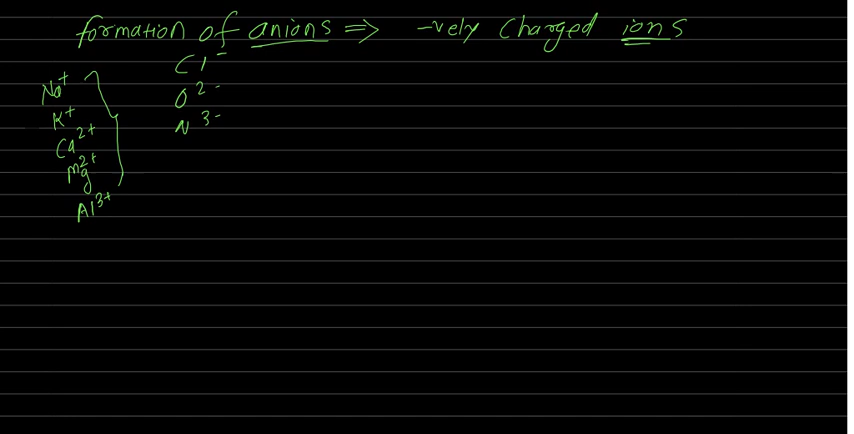 formation of anions => -vely charged ions
Cl⁻
O²⁻
N³⁻
Na⁺
K⁺
Ca²⁺
Mg²⁺
Al³⁺